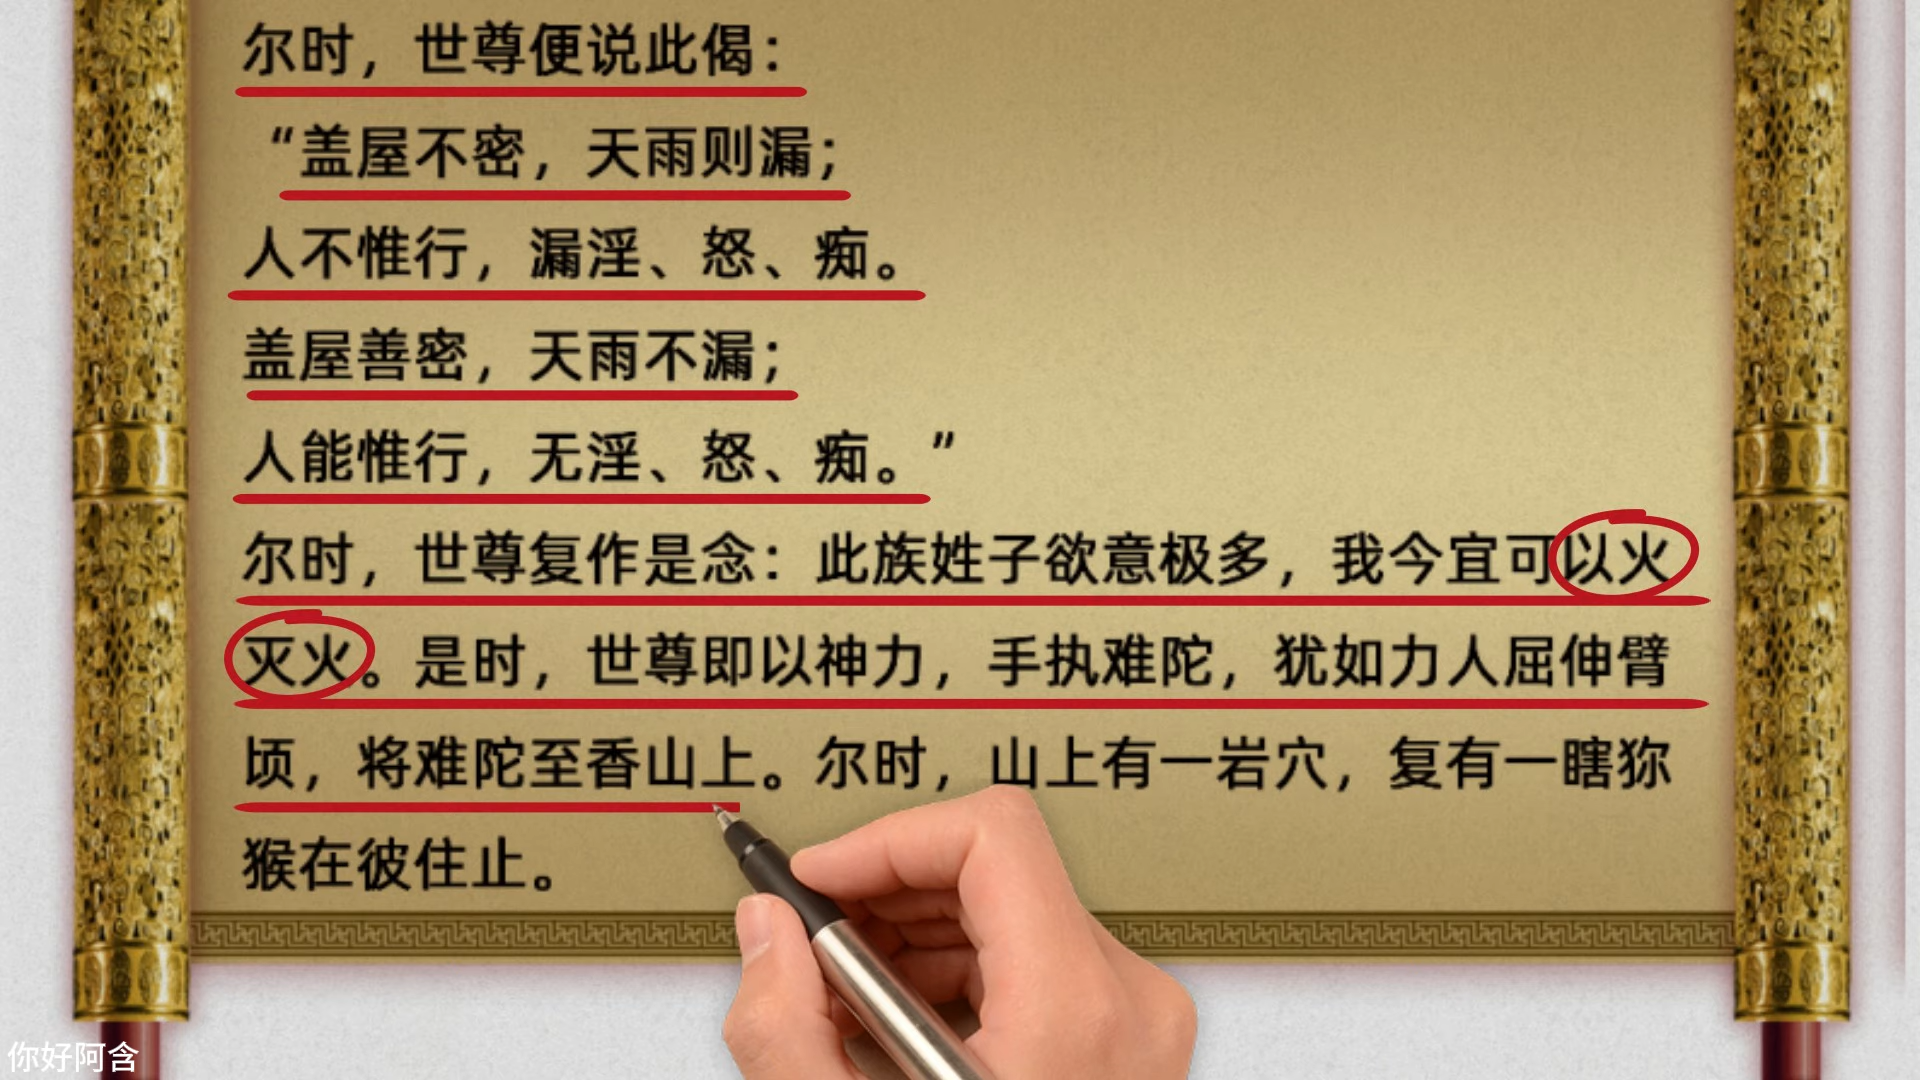 尔时，世尊便说此偈：
“盖屋不密，天雨则漏；
人不惟行，漏淫、怒、痴。
盖屋善密，天雨不漏；
人能惟行，无淫、怒、痴。”
尔时，世尊复作是念：此族姓子欲意极多，我今宜可以火
灭火。是时，世尊即以神力，手执难陀，犹如力人屈伸臂
顷，将难陀至香山上。尔时，山上有一岩穴，复有一瞎狝
猴在彼住止。
你好阿含